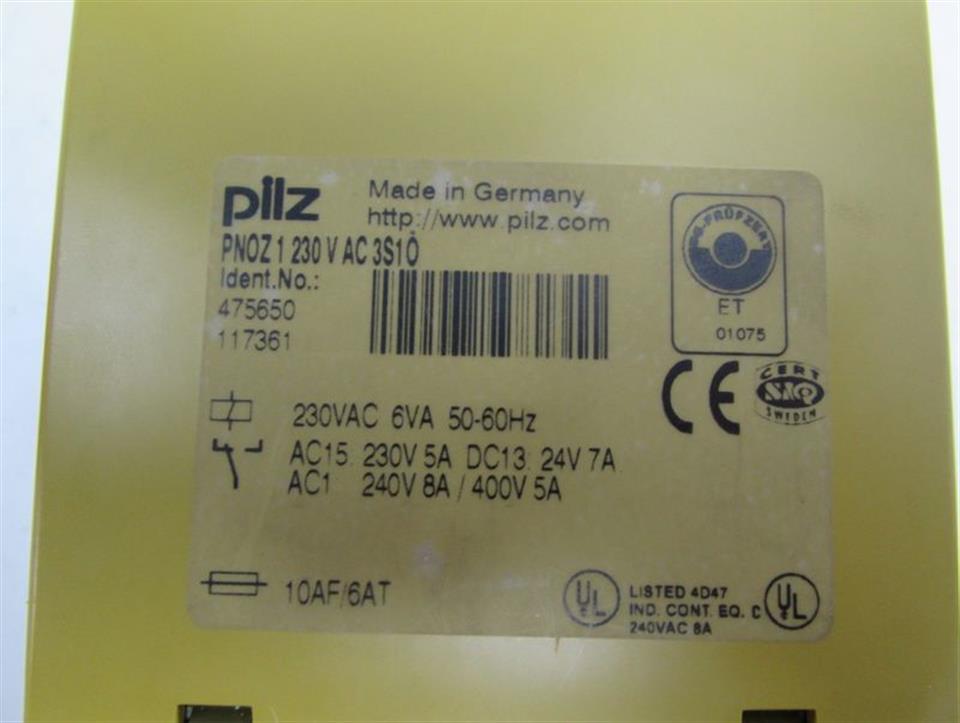 pilz
Made in Germany
http://www.pilz.com
PNOZ 1 230 V AC 3S1Ö
Ident.No.:
475650
117361
ET
01075
CE
CERT
SWEDEN
230VAC 6VA 50-60Hz
AC15 230V 5A DC13 24V 7A
AC1 240V 8A / 400V 5A
10AF/6AT
UL
LISTED 4D47
IND. CONT. EQ.
240VAC 8A
C UL